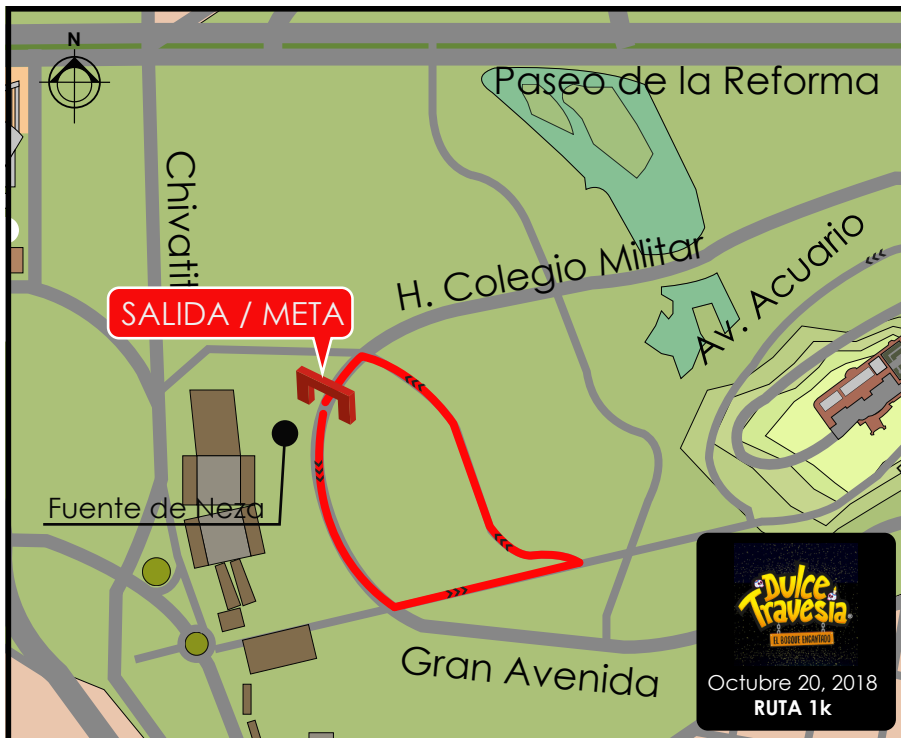 N
Paseo de la Reforma
Chivatit
H. Colegio Militar
Av. Acuario
SALIDA / META
Fuente de Neza
Gran Avenida
Dulce
Travesía
EL BOSQUE ENCANTADO
Octubre 20, 2018
RUTA 1k